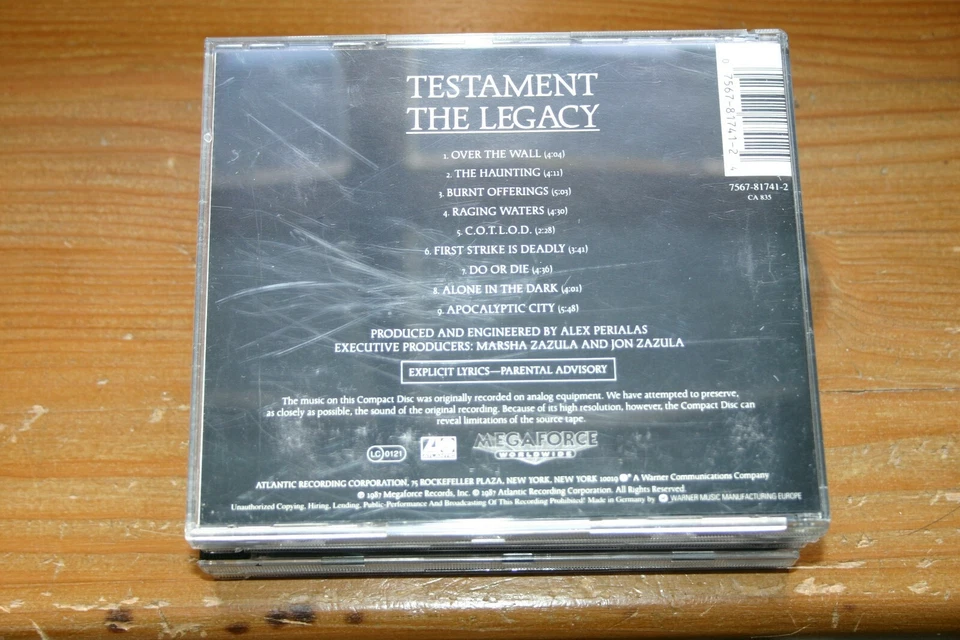 TESTAMENT
THE LEGACY
1. OVER THE WALL (4:04)
2. THE HAUNTING (4:11)
3. BURNT OFFERINGS (5:03)
4. RAGING WATERS (4:30)
5. C.O.T.L.O.D. (2:28)
6. FIRST STRIKE IS DEADLY (3:41)
7. DO OR DIE (4:36)
8. ALONE IN THE DARK (4:01)
9. APOCALYPTIC CITY (5:48)
PRODUCED AND ENGINEERED BY ALEX PERIALAS
EXECUTIVE PRODUCERS: MARSHA ZAZULA AND JON ZAZULA
EXPLICIT LYRICS—PARENTAL ADVISORY
The music on this Compact Disc was originally recorded on analog equipment. We have attempted to preserve,
as closely as possible, the sound of the original recording. Because of its high resolution, however, the Compact Disc can
reveal limitations of the source tape.
LC 0121
MEGAFORCE
WORLDWIDE
ATLANTIC RECORDING CORPORATION, 75 ROCKEFELLER PLAZA, NEW YORK, NEW YORK 10019 A Warner Communications Company
℗ 1987 Megaforce Records, Inc. © 1987 Atlantic Recording Corporation. All Rights Reserved.
Unauthorized Copying, Hiring, Lending, Public Performance And Broadcasting Of This Recording Prohibited! Made in Germany by WARNER MUSIC MANUFACTURING EUROPE
0 7567-81741-2 4
7567-81741-2
CA 835